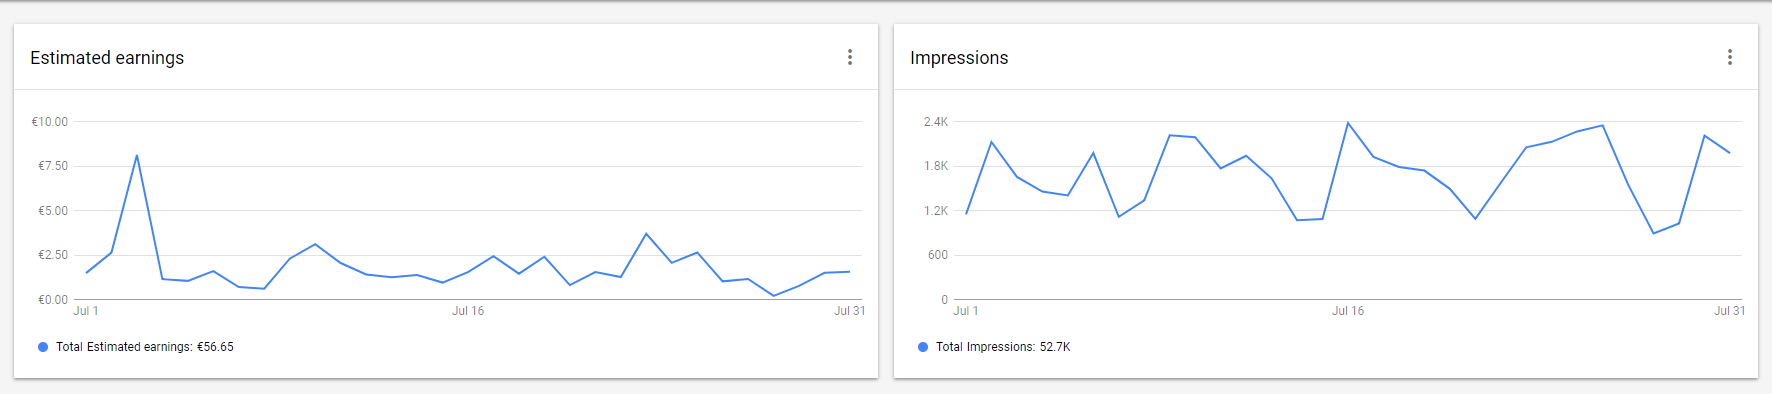 Estimated earnings
€10.00
€7.50
€5.00
€2.50
€0.00
Jul 1
Jul 16
Jul 31
Total Estimated earnings: €56.65
Impressions
2.4K
1.8K
1.2K
600
0
Jul 1
Jul 16
Jul 31
Total Impressions: 52.7K